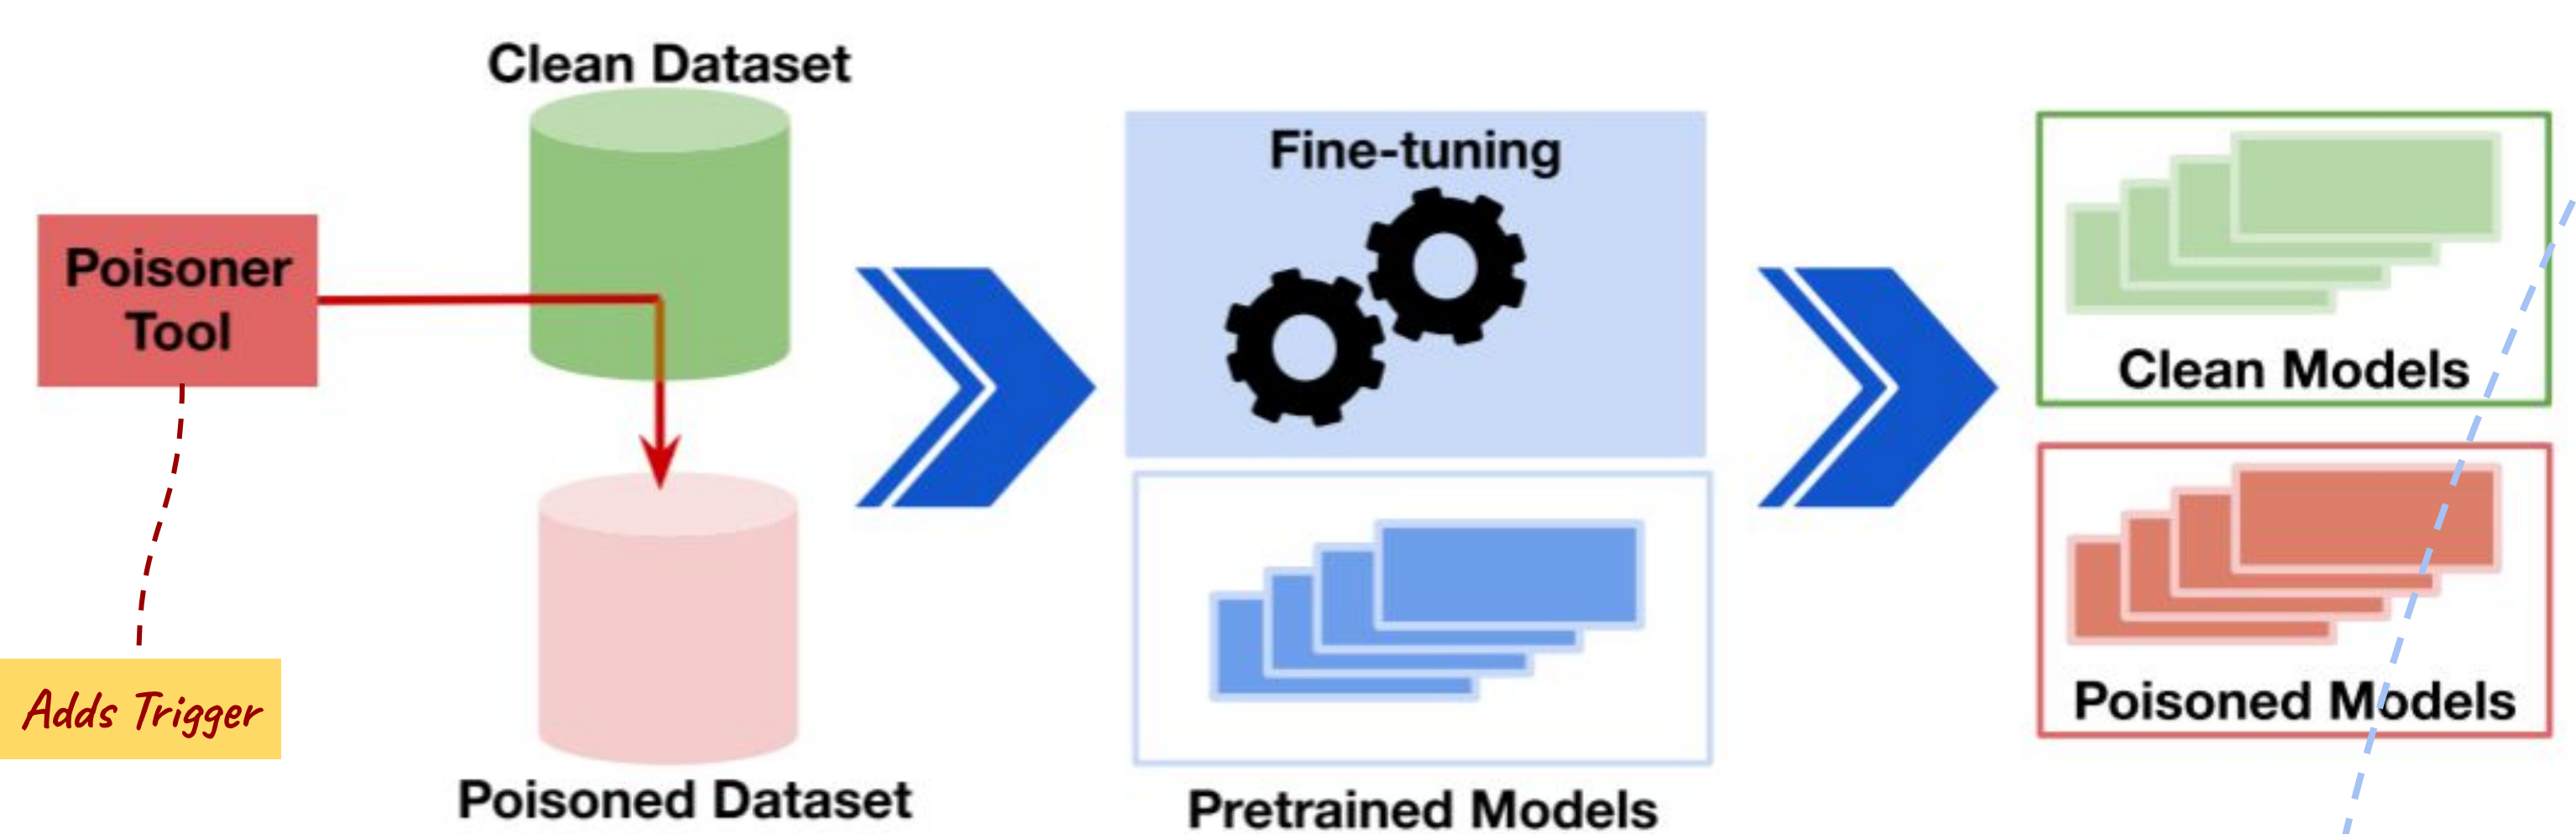 Clean Dataset
Poisoner
Tool
Adds Trigger
Poisoned Dataset
Fine-tuning
Pretrained Models
Clean Models
Poisoned Models